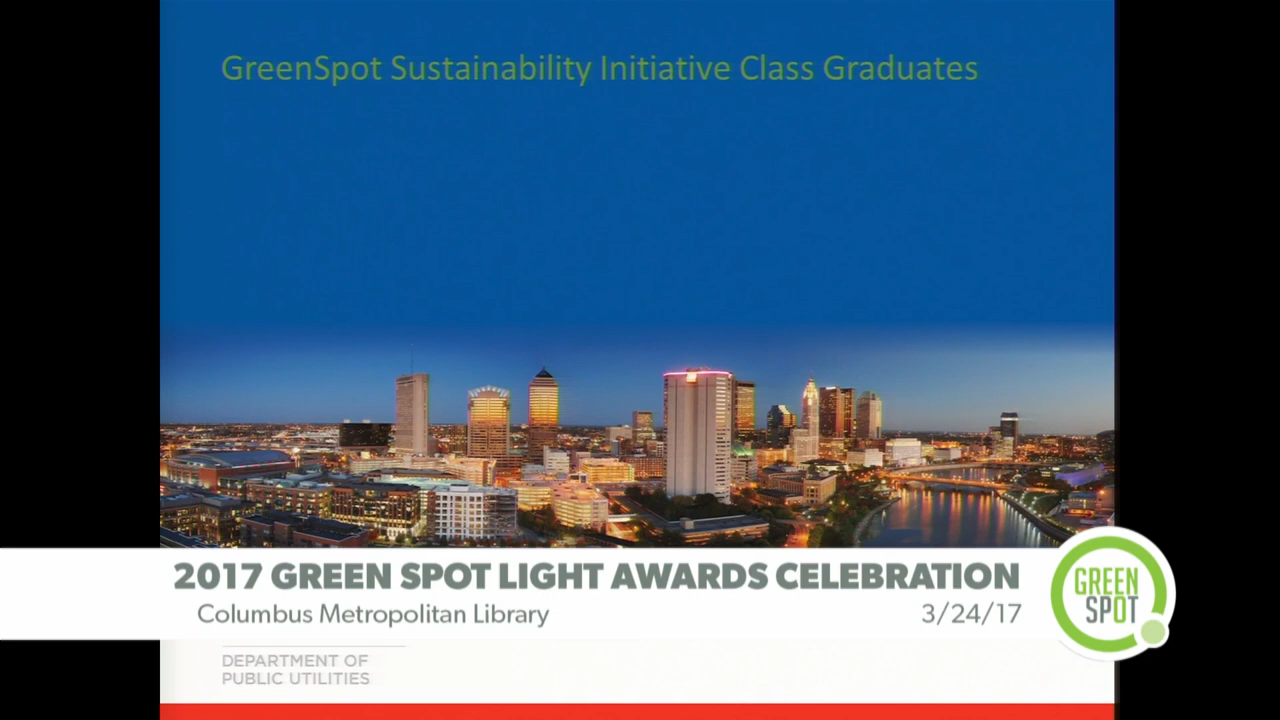 GreenSpot Sustainability Initiative Class Graduates
2017 GREEN SPOT LIGHT AWARDS CELEBRATION
Columbus Metropolitan Library 3/24/17
GREEN
SPOT
DEPARTMENT OF
PUBLIC UTILITIES